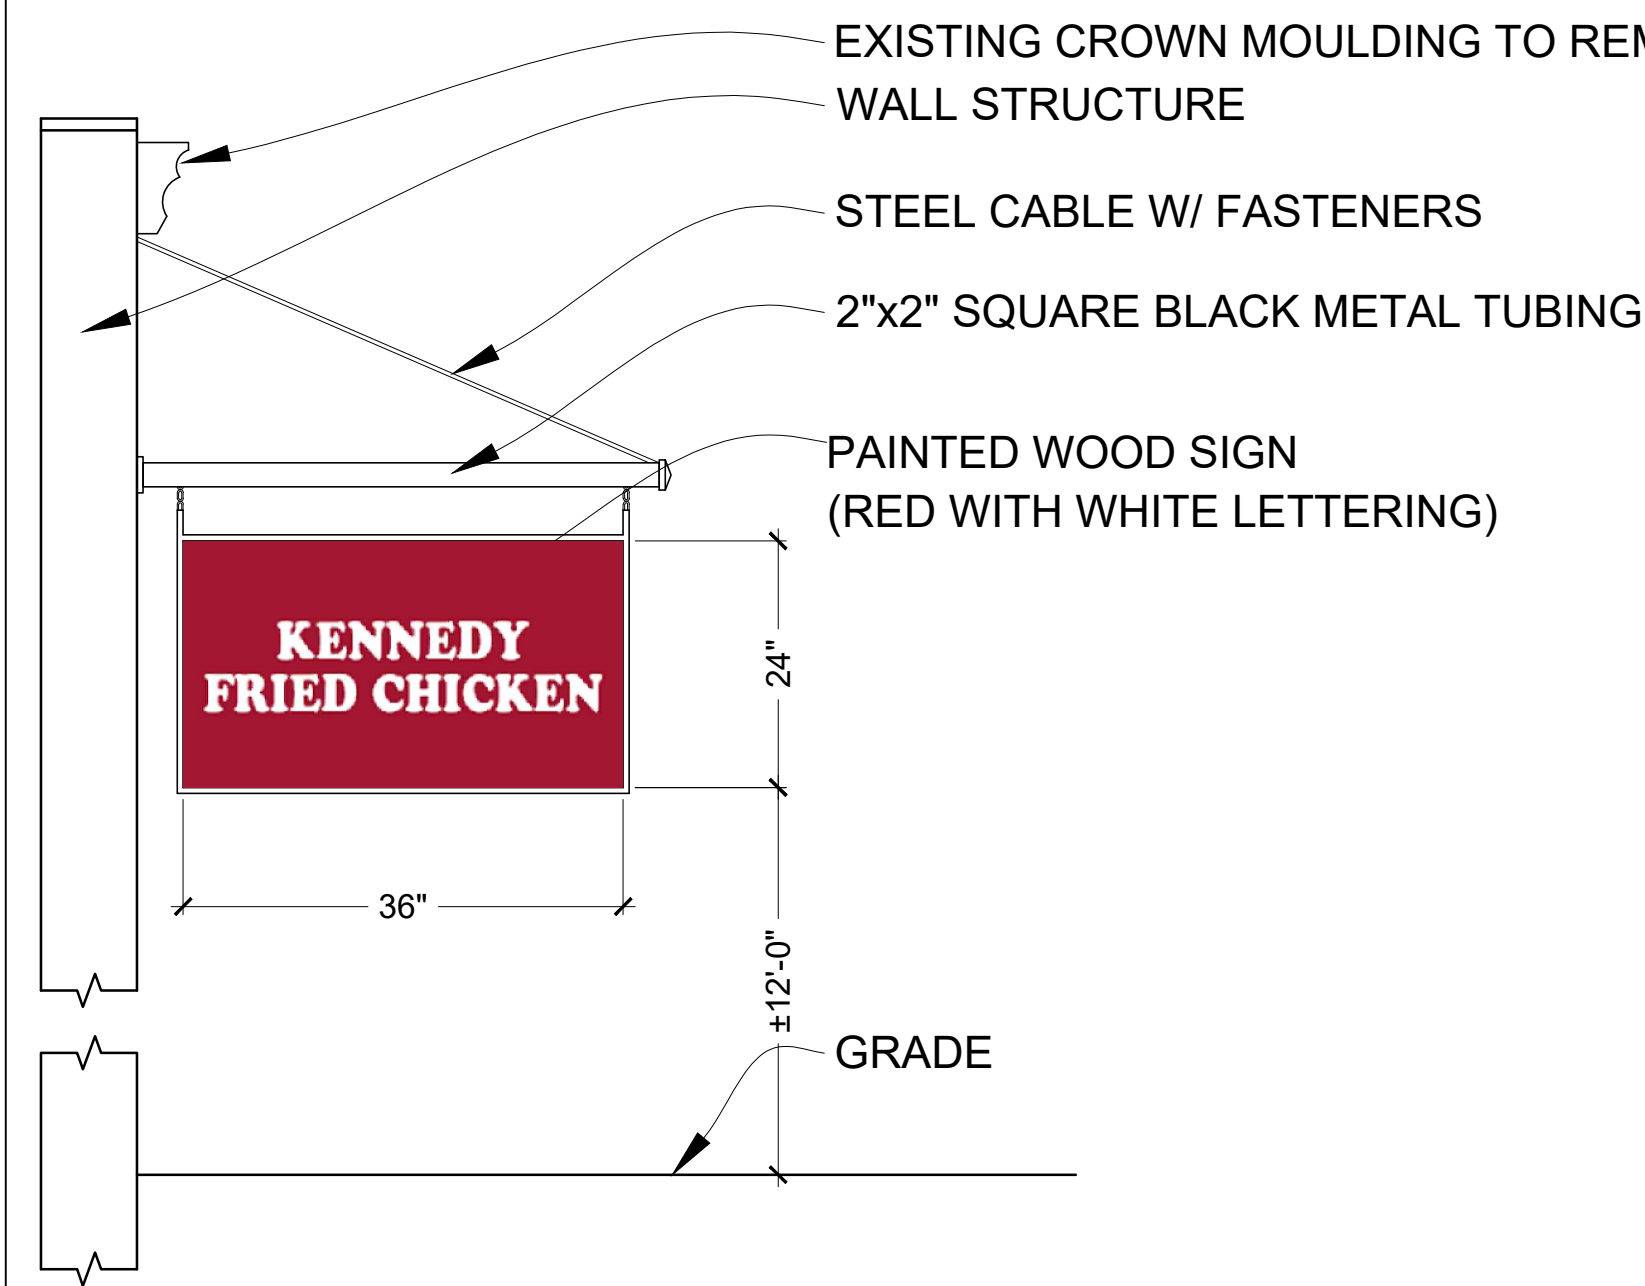 EXISTING CROWN MOULDING TO
WALL STRUCTURE
STEEL CABLE W/ FASTENERS
2"x2" SQUARE BLACK METAL TUBING
PAINTED WOOD SIGN
(RED WITH WHITE LETTERING)
KENNEDY
FRIED CHICKEN
24"
36"
±12'-0"
GRADE